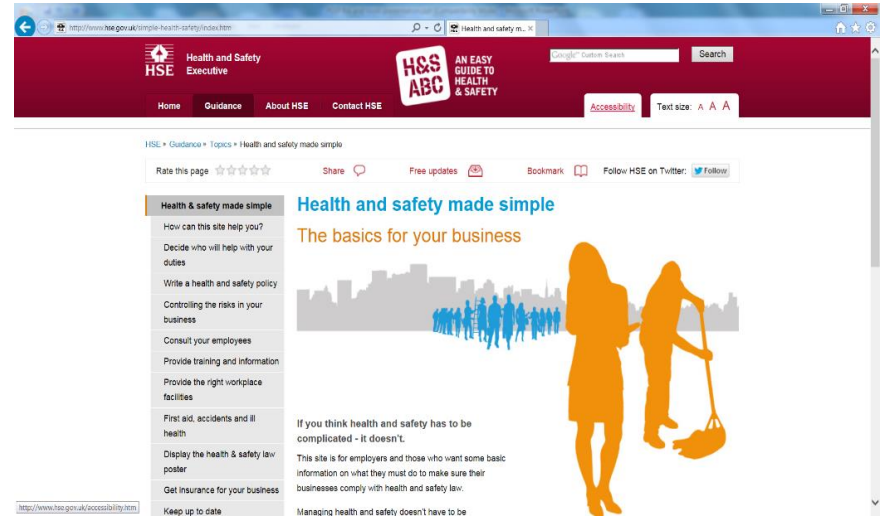 http://www.hse.gov.uk/simple-health-safety/index.htm
Health and safety m...
HSE
Health and Safety
Executive
H&S
ABC
AN EASY
GUIDE TO
HEALTH
& SAFETY
Google™ Custom Search
Search
Home
Guidance
About HSE
Contact HSE
Accessibility
Text size: A A A
HSE Guidance Topics Health and safety made simple
Rate this page
Share
Free updates
Bookmark
Follow HSE on Twitter:
Follow
Health & safety made simple
How can this site help you?
Decide who will help with your
duties
Write a health and safety policy
Controlling the risks in your
business
Consult your employees
Provide training and information
Provide the right workplace
facilities
First aid, accidents and ill
health
Display the health & safety law
poster
Get insurance for your business
Keep up to date
Health and safety made simple
The basics for your business
If you think health and safety has to be
complicated - it doesn't.
This site is for employers and those who want some basic
information on what they must do to make sure their
businesses comply with health and safety law.
Managing health and safety doesn't have to be
http://www.hse.gov.uk/accessibility.htm